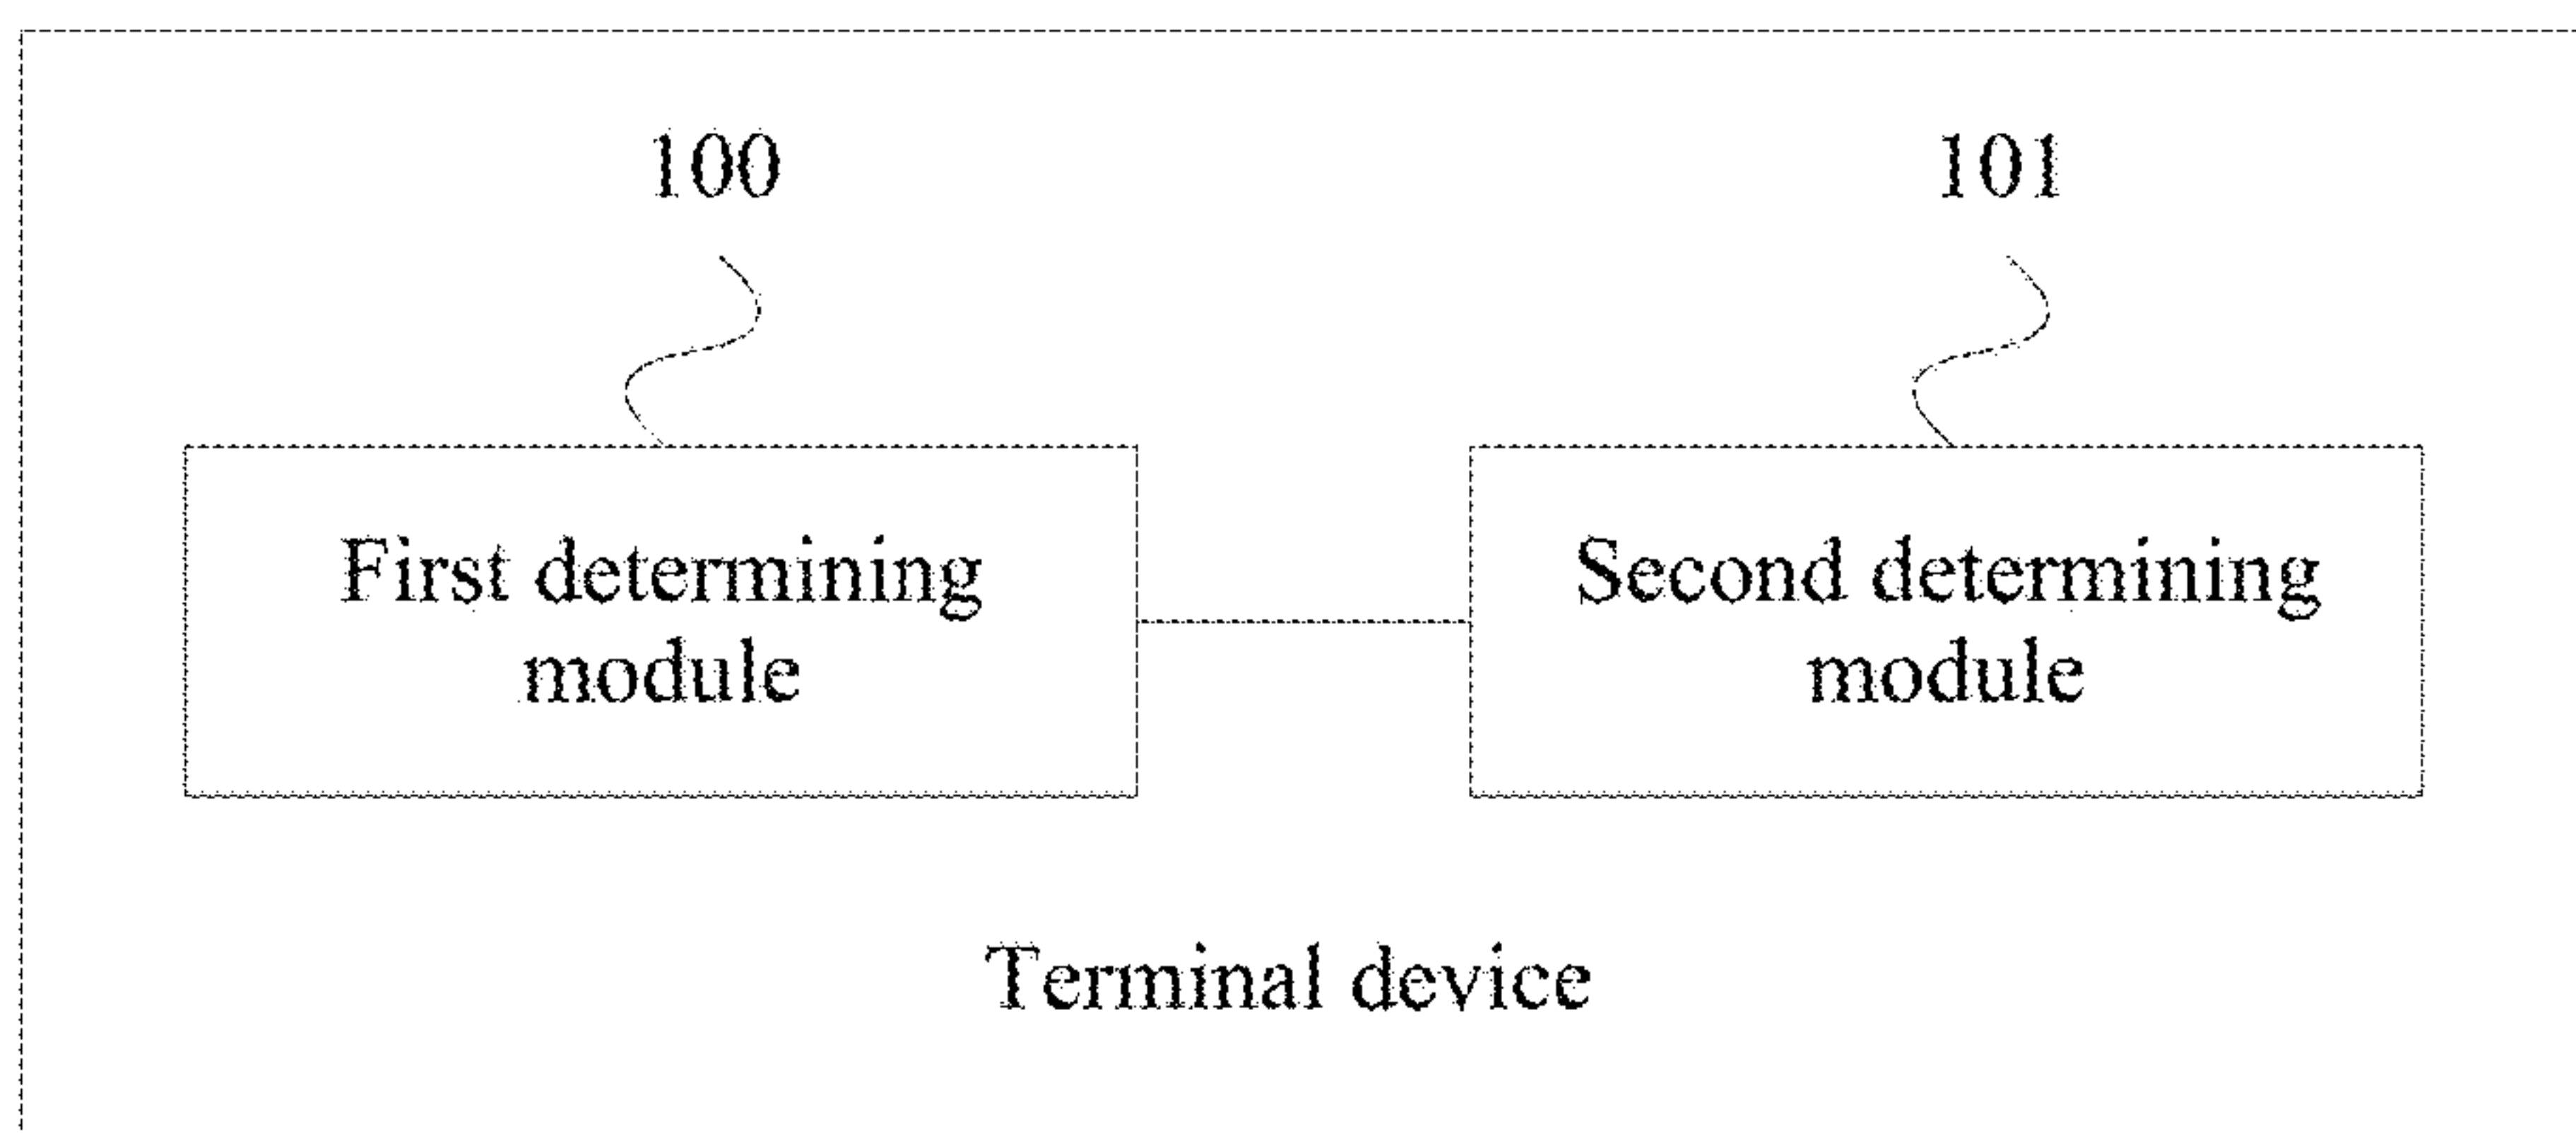 100
101
First determining
module
Second determining
module
Terminal device